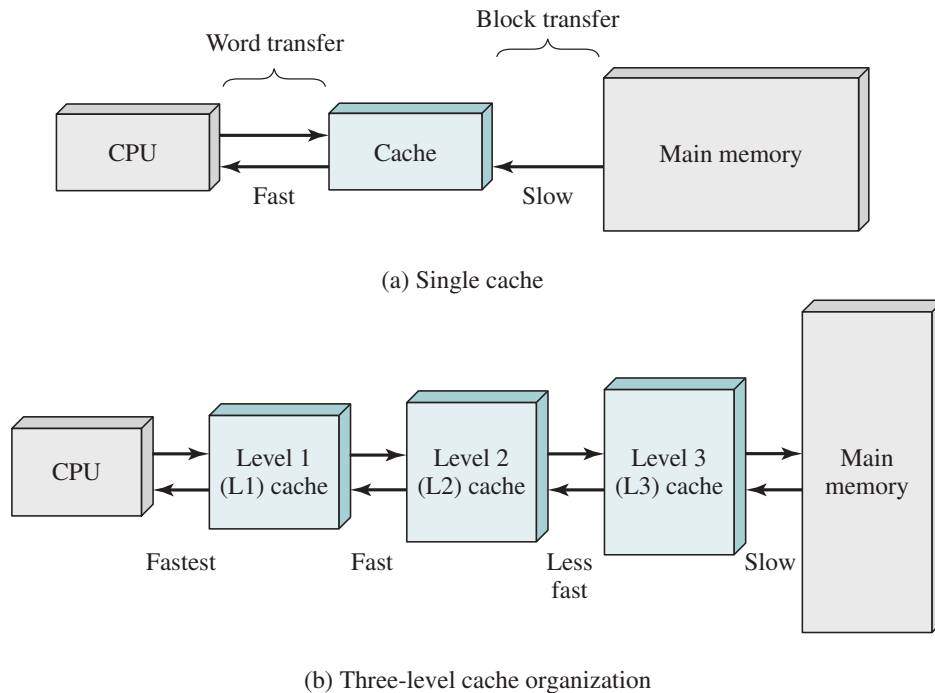 Block transfer
Word transfer
CPU
Cache
Main memory
Fast
Slow
(a) Single cache
CPU
Level 1
(L1) cache
Level 2
(L2) cache
Level 3
(L3) cache
Main
memory
Fastest
Fast
Less
fast
Slow
(b) Three-level cache organization